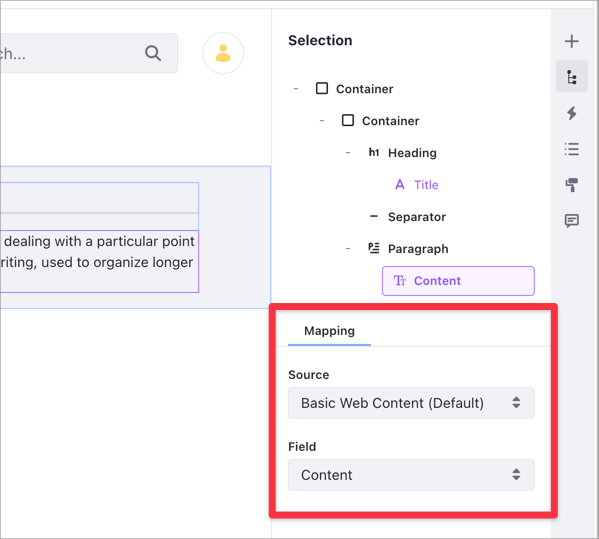 ch...
Selection
Container
Container
h1 Heading
A Title
Separator
Paragraph
Content
dealing with a particular point
riting, used to organize longer
Mapping
Source
Basic Web Content (Default)
Field
Content